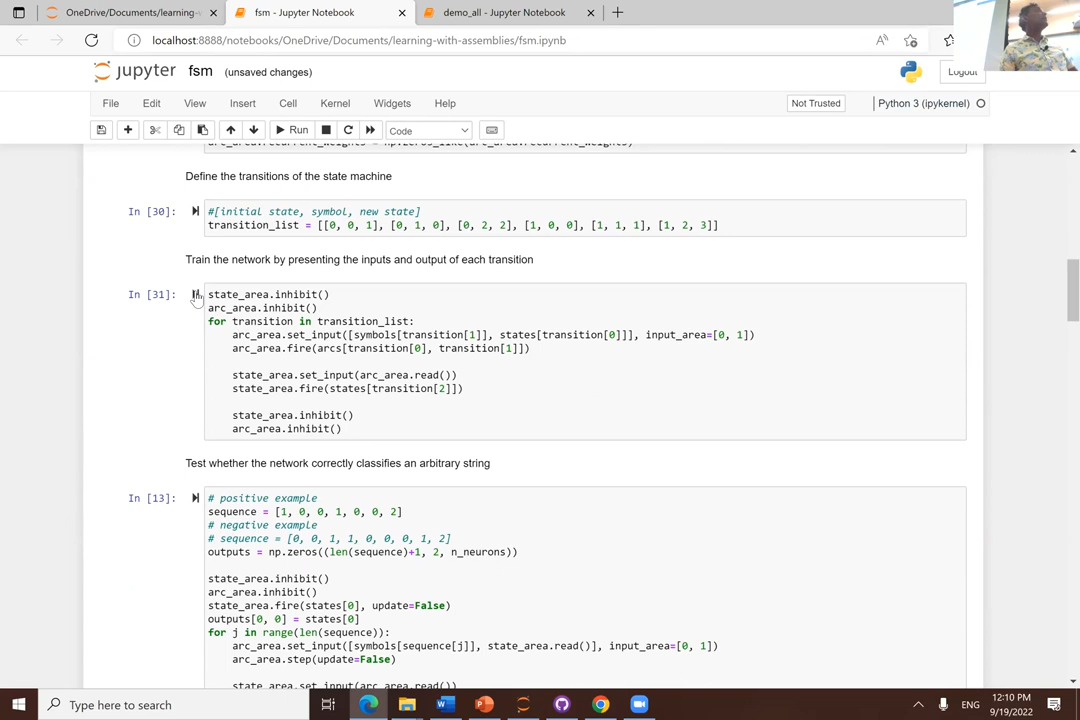 OneDrive/Documents/learning-w
fsm - Jupyter Notebook
demo_all - Jupyter Notebook
localhost:8888/notebooks/OneDrive/Documents/learning-with-assemblies/fsm.ipynb
jupyter fsm (unsaved changes)
Logout
File Edit View Insert Cell Kernel Widgets Help
Not Trusted
Python 3 (ipykernel)
Run
Code
arc_area.recurrent_weights = np.zeros_like(arc_area.recurrent_weights)
Define the transitions of the state machine
In [30]:
#[initial state, symbol, new state]
transition_list = [[0, 0, 1], [0, 1, 0], [0, 2, 2], [1, 0, 0], [1, 1, 1], [1, 2, 3]]
Train the network by presenting the inputs and output of each transition
In [31]:
state_area.inhibit()
arc_area.inhibit()
for transition in transition_list:
arc_area.set_input([symbols[transition[1]], states[transition[0]]], input_area=[0, 1])
arc_area.fire(arcs[transition[0], transition[1]])
state_area.set_input(arc_area.read())
state_area.fire(states[transition[2]])
state_area.inhibit()
arc_area.inhibit()
Test whether the network correctly classifies an arbitrary string
In [13]:
# positive example
sequence = [1, 0, 0, 1, 0, 0, 2]
# negative example
# sequence = [0, 0, 1, 1, 0, 0, 0, 1, 2]
outputs = np.zeros((len(sequence)+1, 2, n_neurons))
state_area.inhibit()
arc_area.inhibit()
state_area.fire(states[0], update=False)
outputs[0, 0] = states[0]
for j in range(len(sequence)):
arc_area.set_input([symbols[sequence[j]], state_area.read()], input_area=[0, 1])
arc_area.step(update=False)
state_area.set_input(arc_area.read())
Type here to search
ENG
12:10 PM
9/19/2022